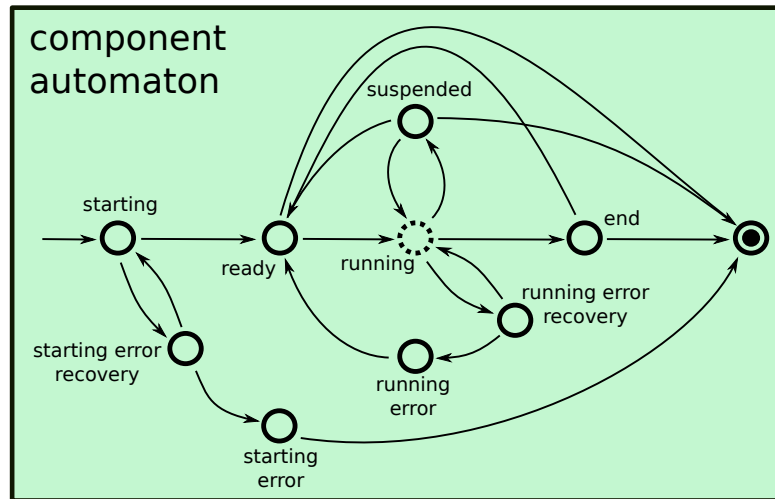 component
automaton
suspended
starting
end
ready
running
running error
recovery
starting error
recovery
running
error
starting
error